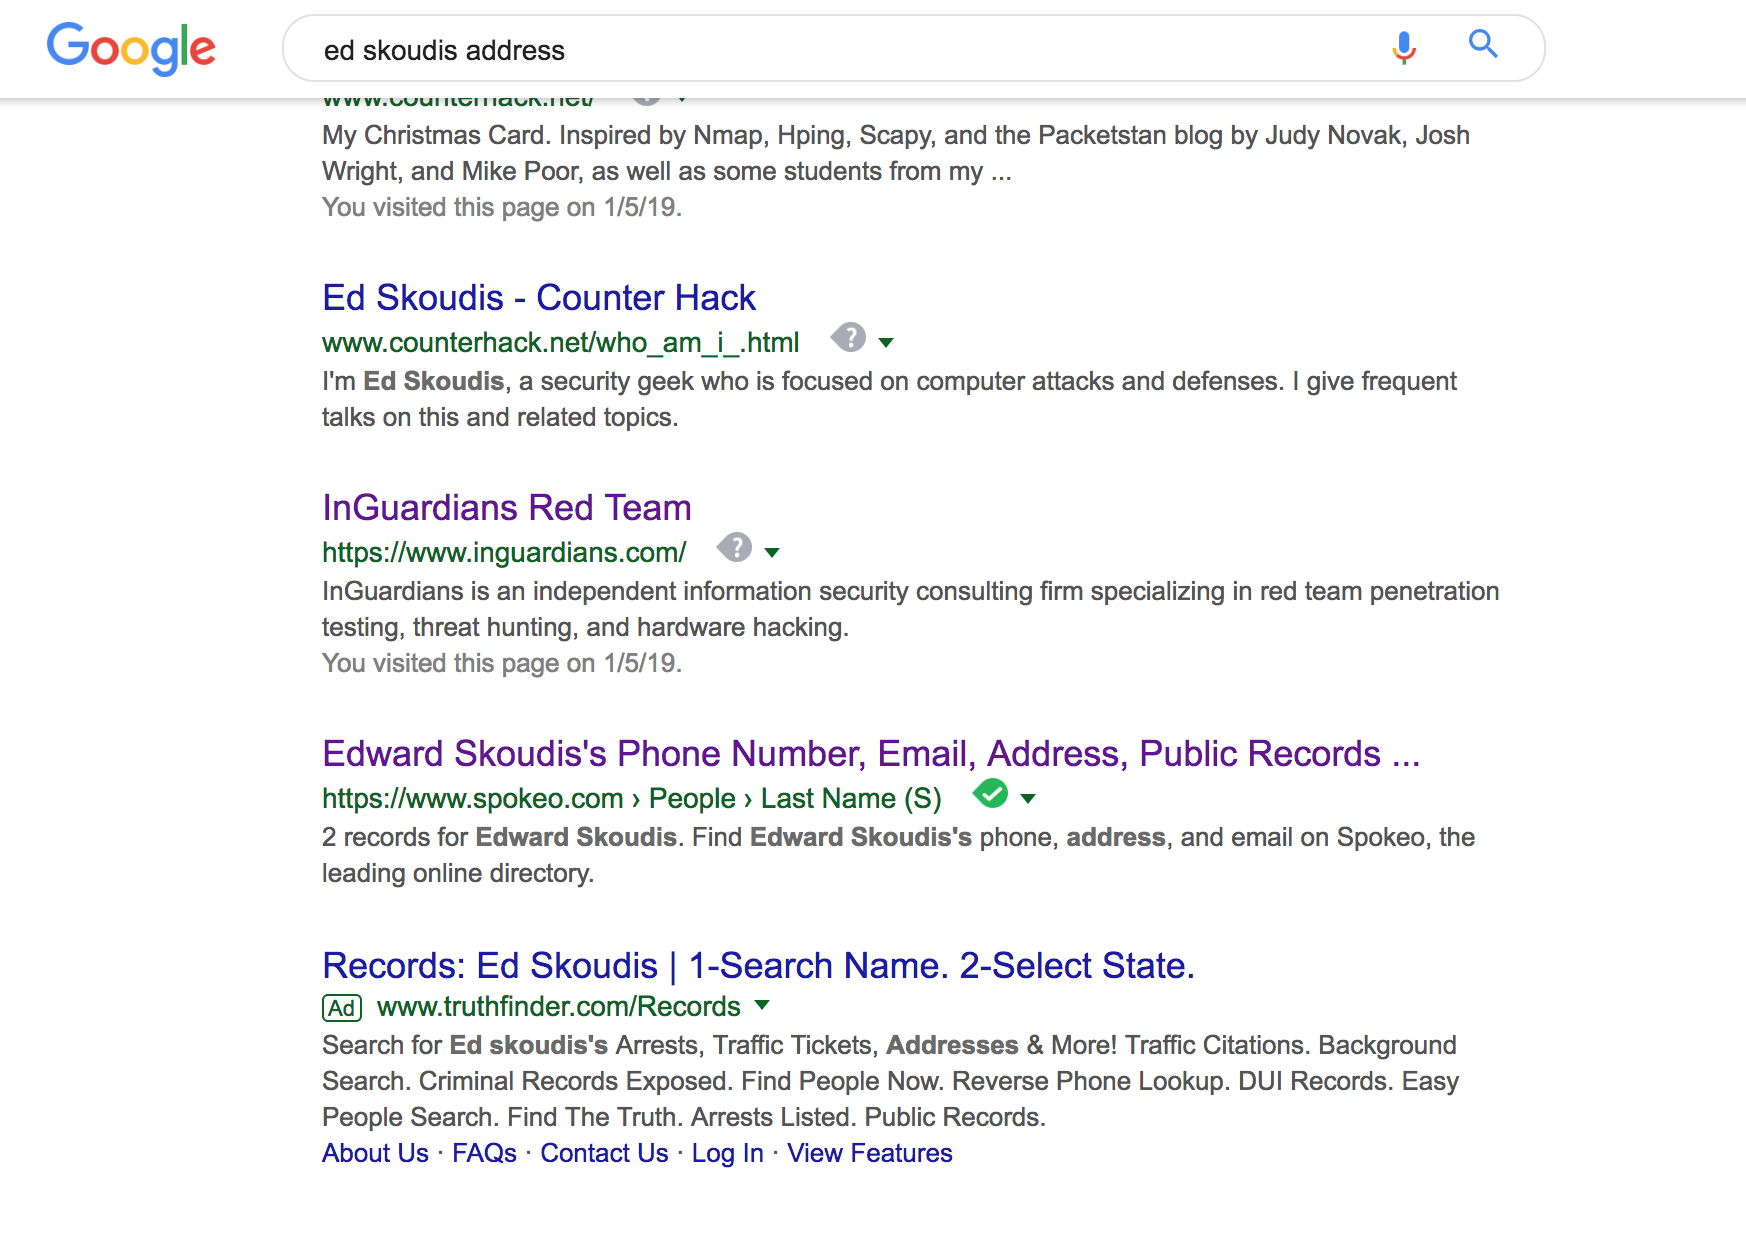 Google
ed skoudis address
www.counterhack.net/
My Christmas Card. Inspired by Nmap, Hping, Scapy, and the Packetstan blog by Judy Novak, Josh
Wright, and Mike Poor, as well as some students from my ...
You visited this page on 1/5/19.
Ed Skoudis - Counter Hack
www.counterhack.net/who_am_i_.html
I'm Ed Skoudis, a security geek who is focused on computer attacks and defenses. I give frequent
talks on this and related topics.
InGuardians Red Team
https://www.inguardians.com/
InGuardians is an independent information security consulting firm specializing in red team penetration
testing, threat hunting, and hardware hacking.
You visited this page on 1/5/19.
Edward Skoudis's Phone Number, Email, Address, Public Records ...
https://www.spokeo.com › People › Last Name (S)
2 records for Edward Skoudis. Find Edward Skoudis's phone, address, and email on Spokeo, the
leading online directory.
Records: Ed Skoudis | 1-Search Name. 2-Select State.
Ad www.truthfinder.com/Records
Search for Ed skoudis's Arrests, Traffic Tickets, Addresses & More! Traffic Citations. Background
Search. Criminal Records Exposed. Find People Now. Reverse Phone Lookup. DUI Records. Easy
People Search. Find The Truth. Arrests Listed. Public Records.
About Us · FAQs · Contact Us · Log In · View Features